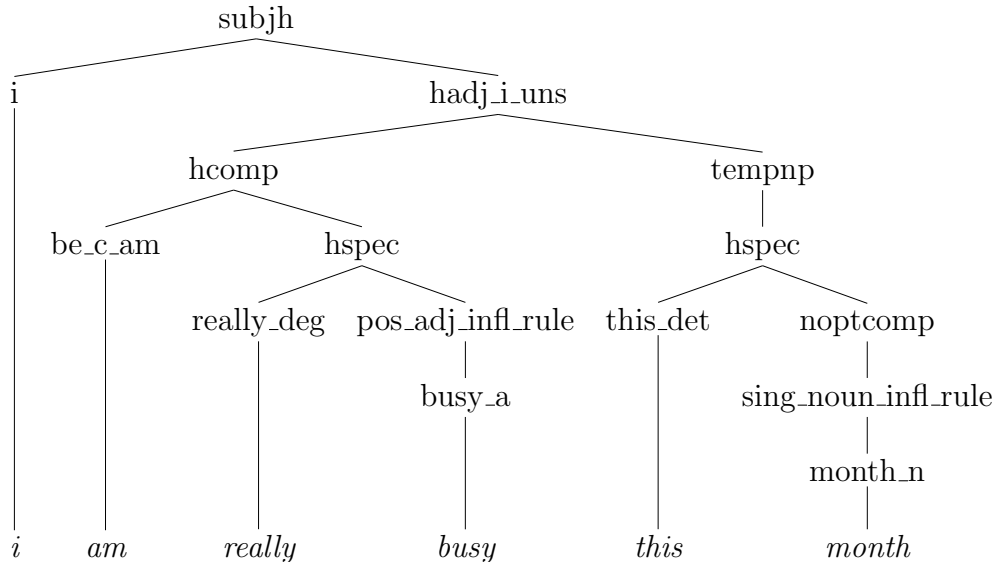 subjh
i hadj_i_uns
hcomp tempnp
be_c_am hspec hspec
really_deg pos_adj_infl_rule this_det noptcomp
busy_a sing_noun_infl_rule
month_n
i am really busy this month